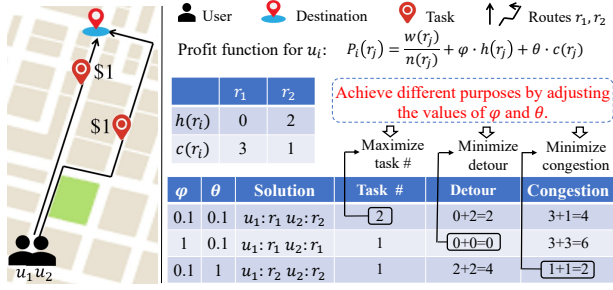 User
Destination
Task
Routes r₁, r₂
$1
$1
u₁ u₂
Profit function for uᵢ: Pᵢ(rⱼ) = w(rⱼ)/n(rⱼ) + φ · h(rⱼ) + θ · c(rⱼ)
r₁ r₂
h(rᵢ) 0 2
c(rᵢ) 3 1
Achieve different purposes by adjusting
the values of φ and θ.
Maximize
task #
Minimize
detour
Minimize
congestion
φ θ Solution Task # Detour Congestion
0.1 0.1 u₁: r₁ u₂: r₂ 2 0+2=2 3+1=4
1 0.1 u₁: r₁ u₂: r₁ 1 0+0=0 3+3=6
0.1 1 u₁: r₂ u₂: r₂ 1 2+2=4 1+1=2